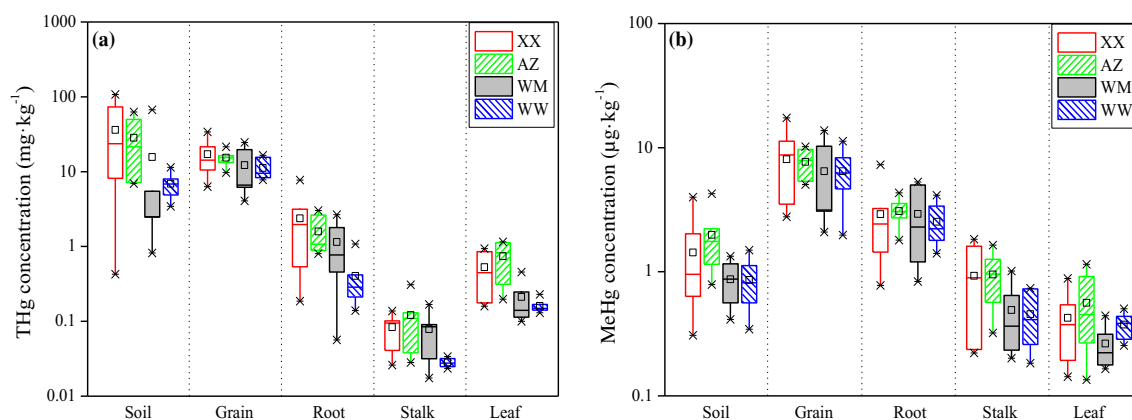 (a)
THg concentration (mg·kg⁻¹)
1000
100
10
1
0.1
0.01
Soil Grain Root Stalk Leaf
XX
AZ
WM
WW
(b)
MeHg concentration (μg·kg⁻¹)
100
10
1
0.1
Soil Grain Root Stalk Leaf
XX
AZ
WM
WW